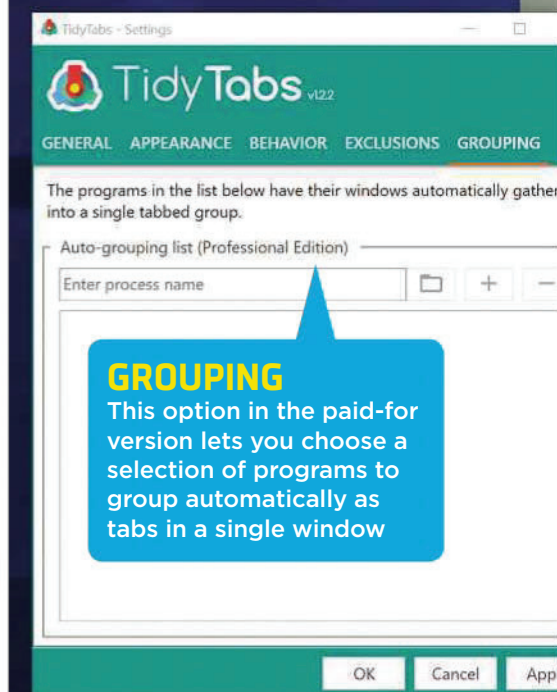 TidyTabs - Settings
TidyTabs v1.2.2
GENERAL APPEARANCE BEHAVIOR EXCLUSIONS GROUPING
The programs in the list below have their windows automatically gather
into a single tabbed group.
Auto-grouping list (Professional Edition)
Enter process name
GROUPING
This option in the paid-for
version lets you choose a
selection of programs to
group automatically as
tabs in a single window
OK Cancel App